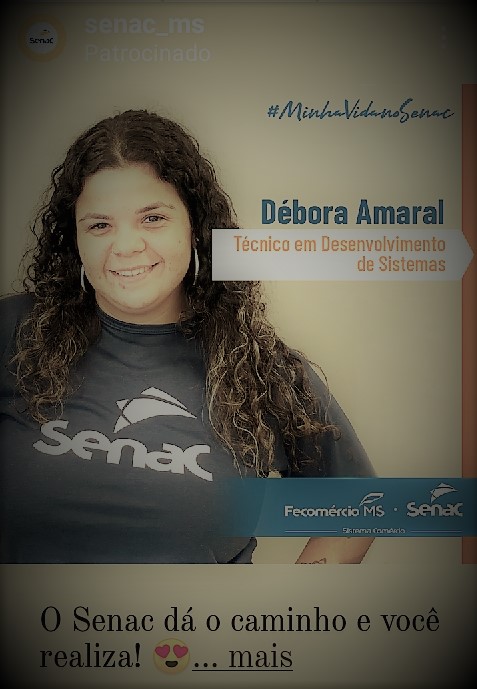 senac_ms
Patrocinado
Senac
#MinhaVidanoSenac
Débora Amaral
Técnico em Desenvolvimento
de Sistemas
Senac
Fecomércio MS · Senac
Sistema Comércio
O Senac dá o caminho e você
realiza! 😍... mais